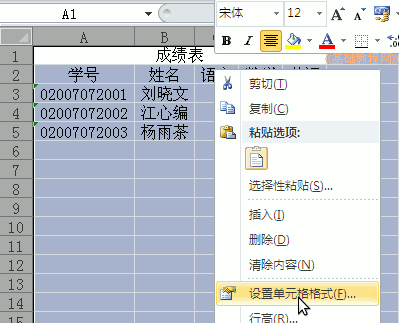 A1
宋体 12
B U A
A B
1 成绩表
2 学号 姓名
3 02007072001 刘晓文
4 02007072002 江心编
5 02007072003 杨雨茶
6
7
8
9
10
11
12
13
14
15
剪切(T)
复制(C)
粘贴选项:
选择性粘贴(S)...
插入(I)
删除(D)
清除内容(N)
设置单元格格式(F)...
行高(R)...